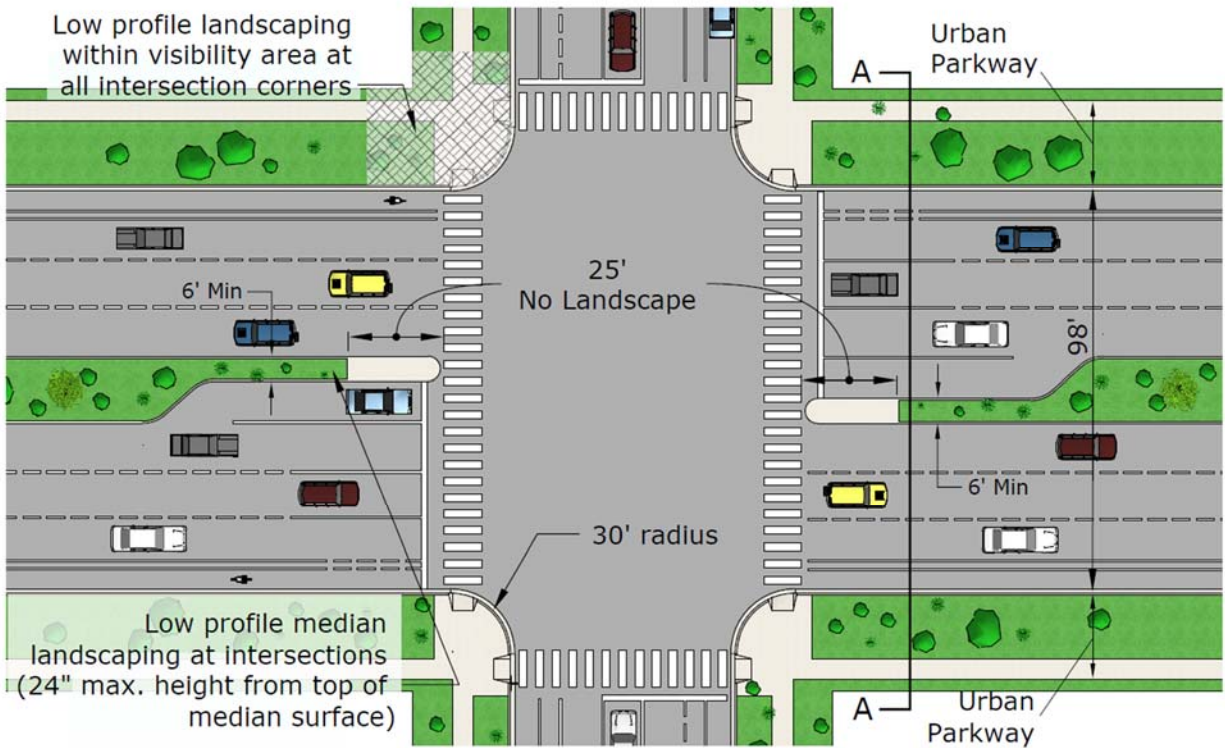 Low profile landscaping
within visibility area at
all intersection corners
A
Urban
Parkway
25'
No Landscape
6' Min
98'
6' Min
30' radius
Low profile median
landscaping at intersections
(24" max. height from top of
median surface)
A
Urban
Parkway